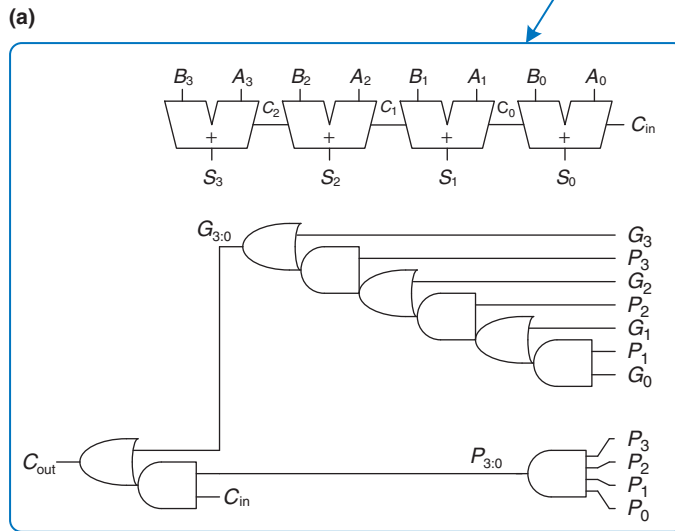 (a)
B3 A3 B2 A2 B1 A1 B0 A0
C2 C1 C0 Cin
+ + + +
S3 S2 S1 S0
G3:0
G3
P3
G2
P2
G1
P1
G0
Cout
Cin
P3:0
P3
P2
P1
P0